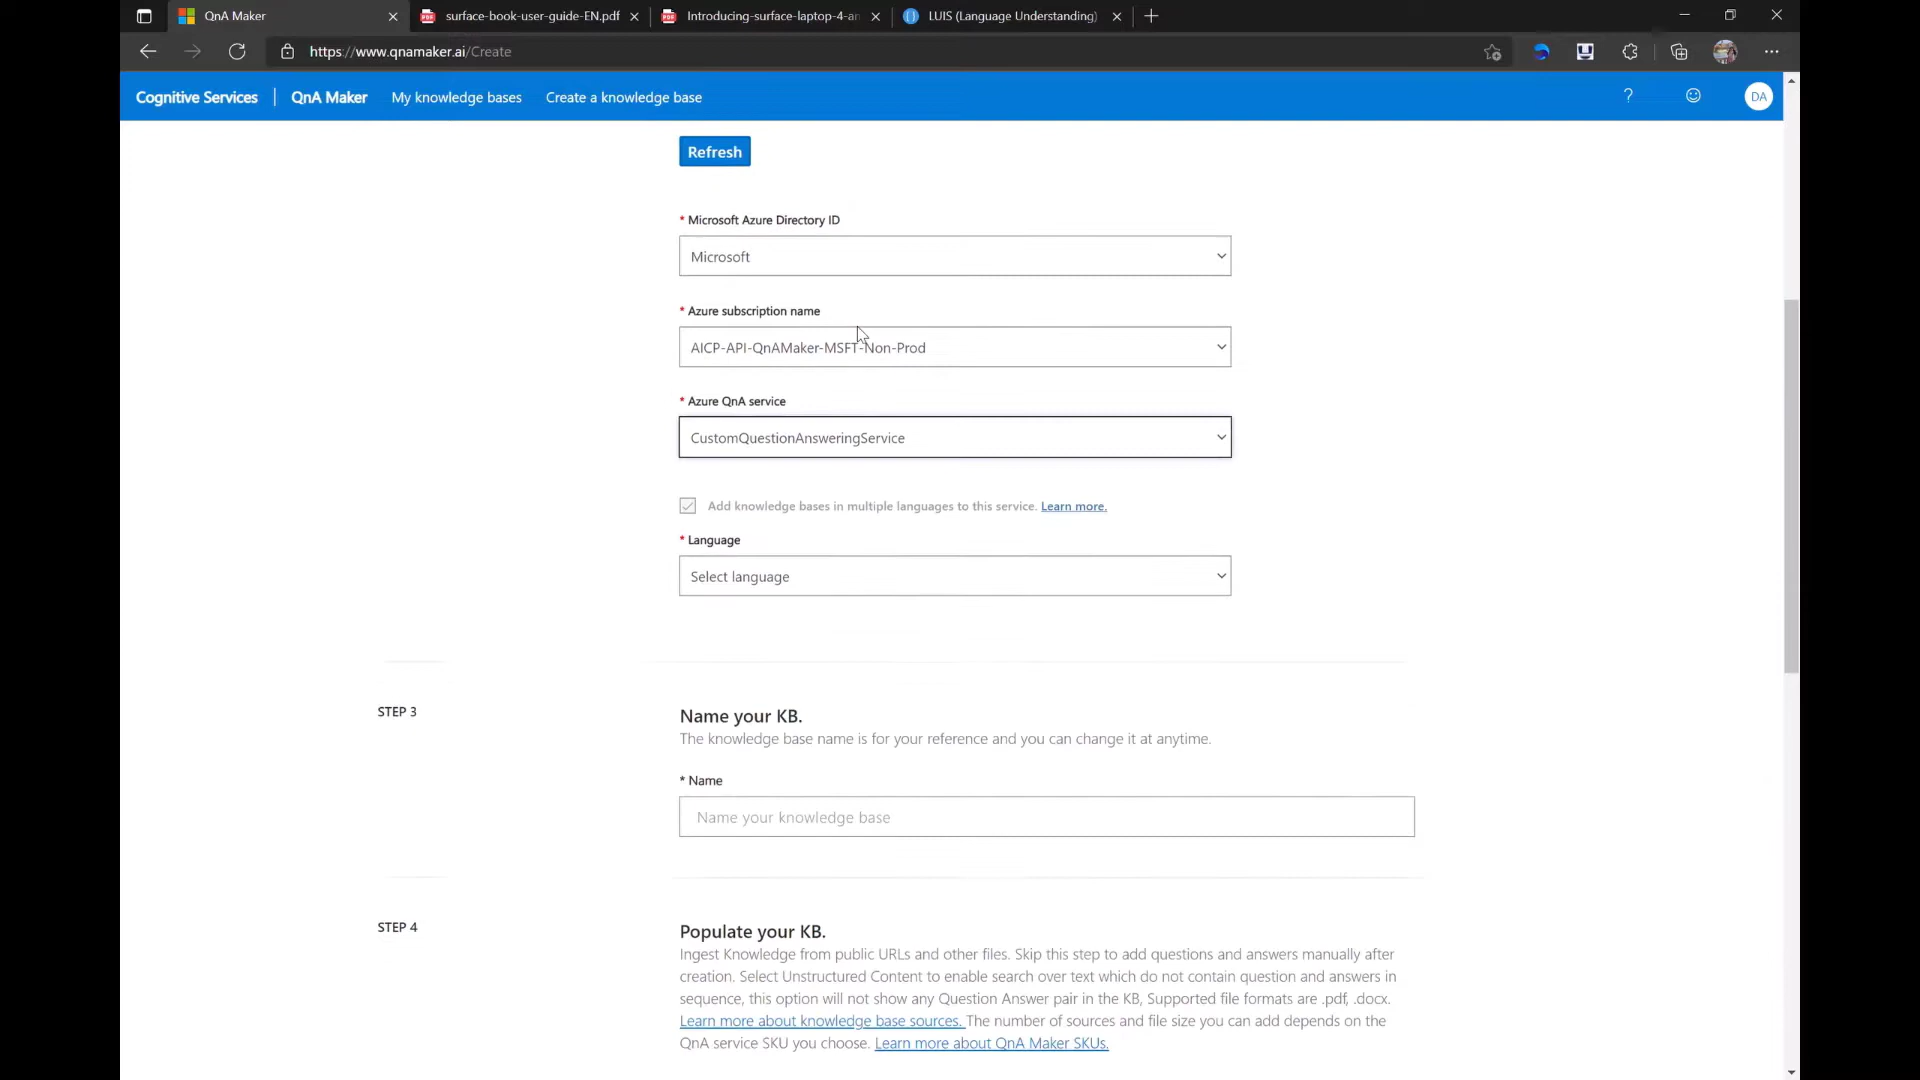 QnA Maker
surface-book-user-guide-EN.pdf
Introducing-surface-laptop-4-an
LUIS (Language Understanding)
https://www.qnamaker.ai/Create
Cognitive Services | QnA Maker My knowledge bases Create a knowledge base ? DA
Refresh
* Microsoft Azure Directory ID
Microsoft
* Azure subscription name
AICP-API-QnAMaker-MSFT-Non-Prod
* Azure QnA service
CustomQuestionAnsweringService
Add knowledge bases in multiple languages to this service. Learn more.
* Language
Select language
STEP 3
Name your KB.
The knowledge base name is for your reference and you can change it at anytime.
* Name
Name your knowledge base
STEP 4
Populate your KB.
Ingest Knowledge from public URLs and other files. Skip this step to add questions and answers manually after
creation. Select Unstructured Content to enable search over text which do not contain question and answers in
sequence, this option will not show any Question Answer pair in the KB, Supported file formats are .pdf, .docx.
Learn more about knowledge base sources. The number of sources and file size you can add depends on the
QnA service SKU you choose. Learn more about QnA Maker SKUs.